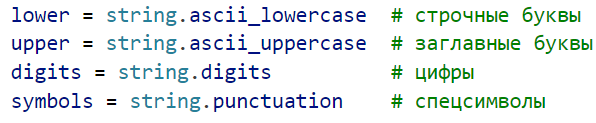 lower = string.ascii_lowercase  # строчные буквы
upper = string.ascii_uppercase  # заглавные буквы
digits = string.digits          # цифры
symbols = string.punctuation    # спецсимволы